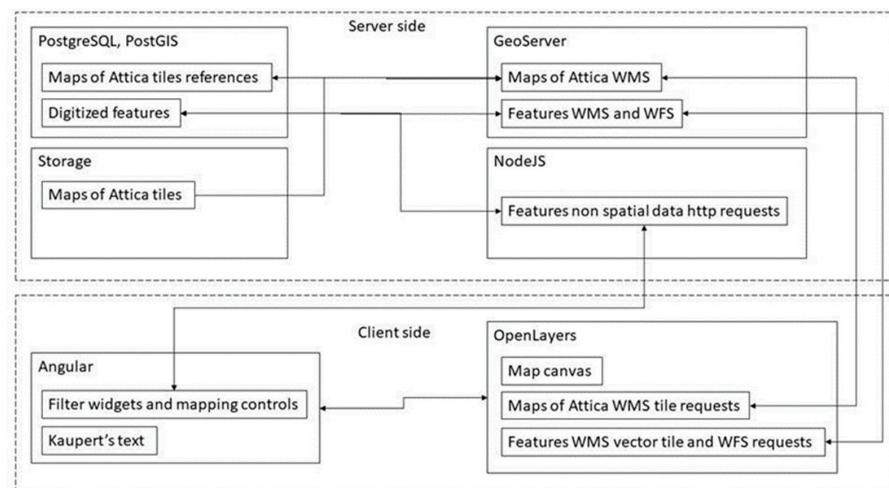 Server side
PostgreSQL, PostGIS
Maps of Attica tiles references
Digitized features
Storage
Maps of Attica tiles
GeoServer
Maps of Attica WMS
Features WMS and WFS
NodeJS
Features non spatial data http requests
Client side
Angular
Filter widgets and mapping controls
Kaupert's text
OpenLayers
Map canvas
Maps of Attica WMS tile requests
Features WMS vector tile and WFS requests